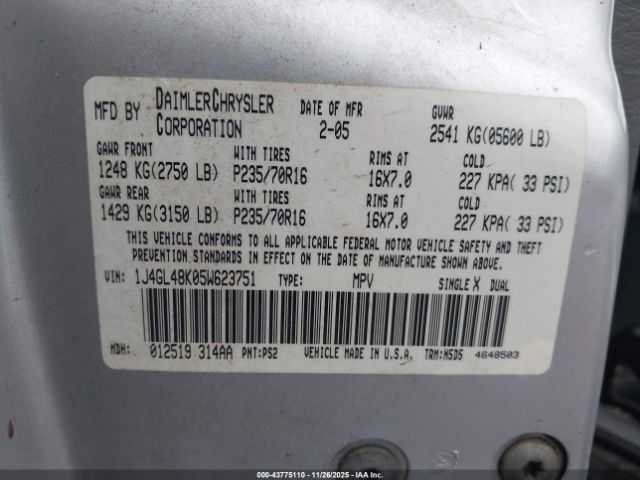 MFD BY DAIMLERCHRYSLER CORPORATION DATE OF MFR 2-05 GVWR 2541 KG(05600 LB)
GAWR FRONT WITH TIRES RIMS AT COLD
1248 KG(2750 LB) P235/70R16 16X7.0 227 KPA( 33 PSI)
GAWR REAR WITH TIRES RIMS AT COLD
1429 KG(3150 LB) P235/70R16 16X7.0 227 KPA( 33 PSI)
THIS VEHICLE CONFORMS TO ALL APPLICABLE FEDERAL MOTOR VEHICLE SAFETY AND THEFT
PREVENTION STANDARDS IN EFFECT ON THE DATE OF MANUFACTURE SHOWN ABOVE.
VIN: 1J4GL48K05W623751 TYPE: MPV SINGLE X DUAL
MDH: 012519 314AA PNT:PS2 VEHICLE MADE IN U.S.A. TRM:N5D5 4648503
© 43775110 - 11/26/2025 - IAA Holdings, LLC